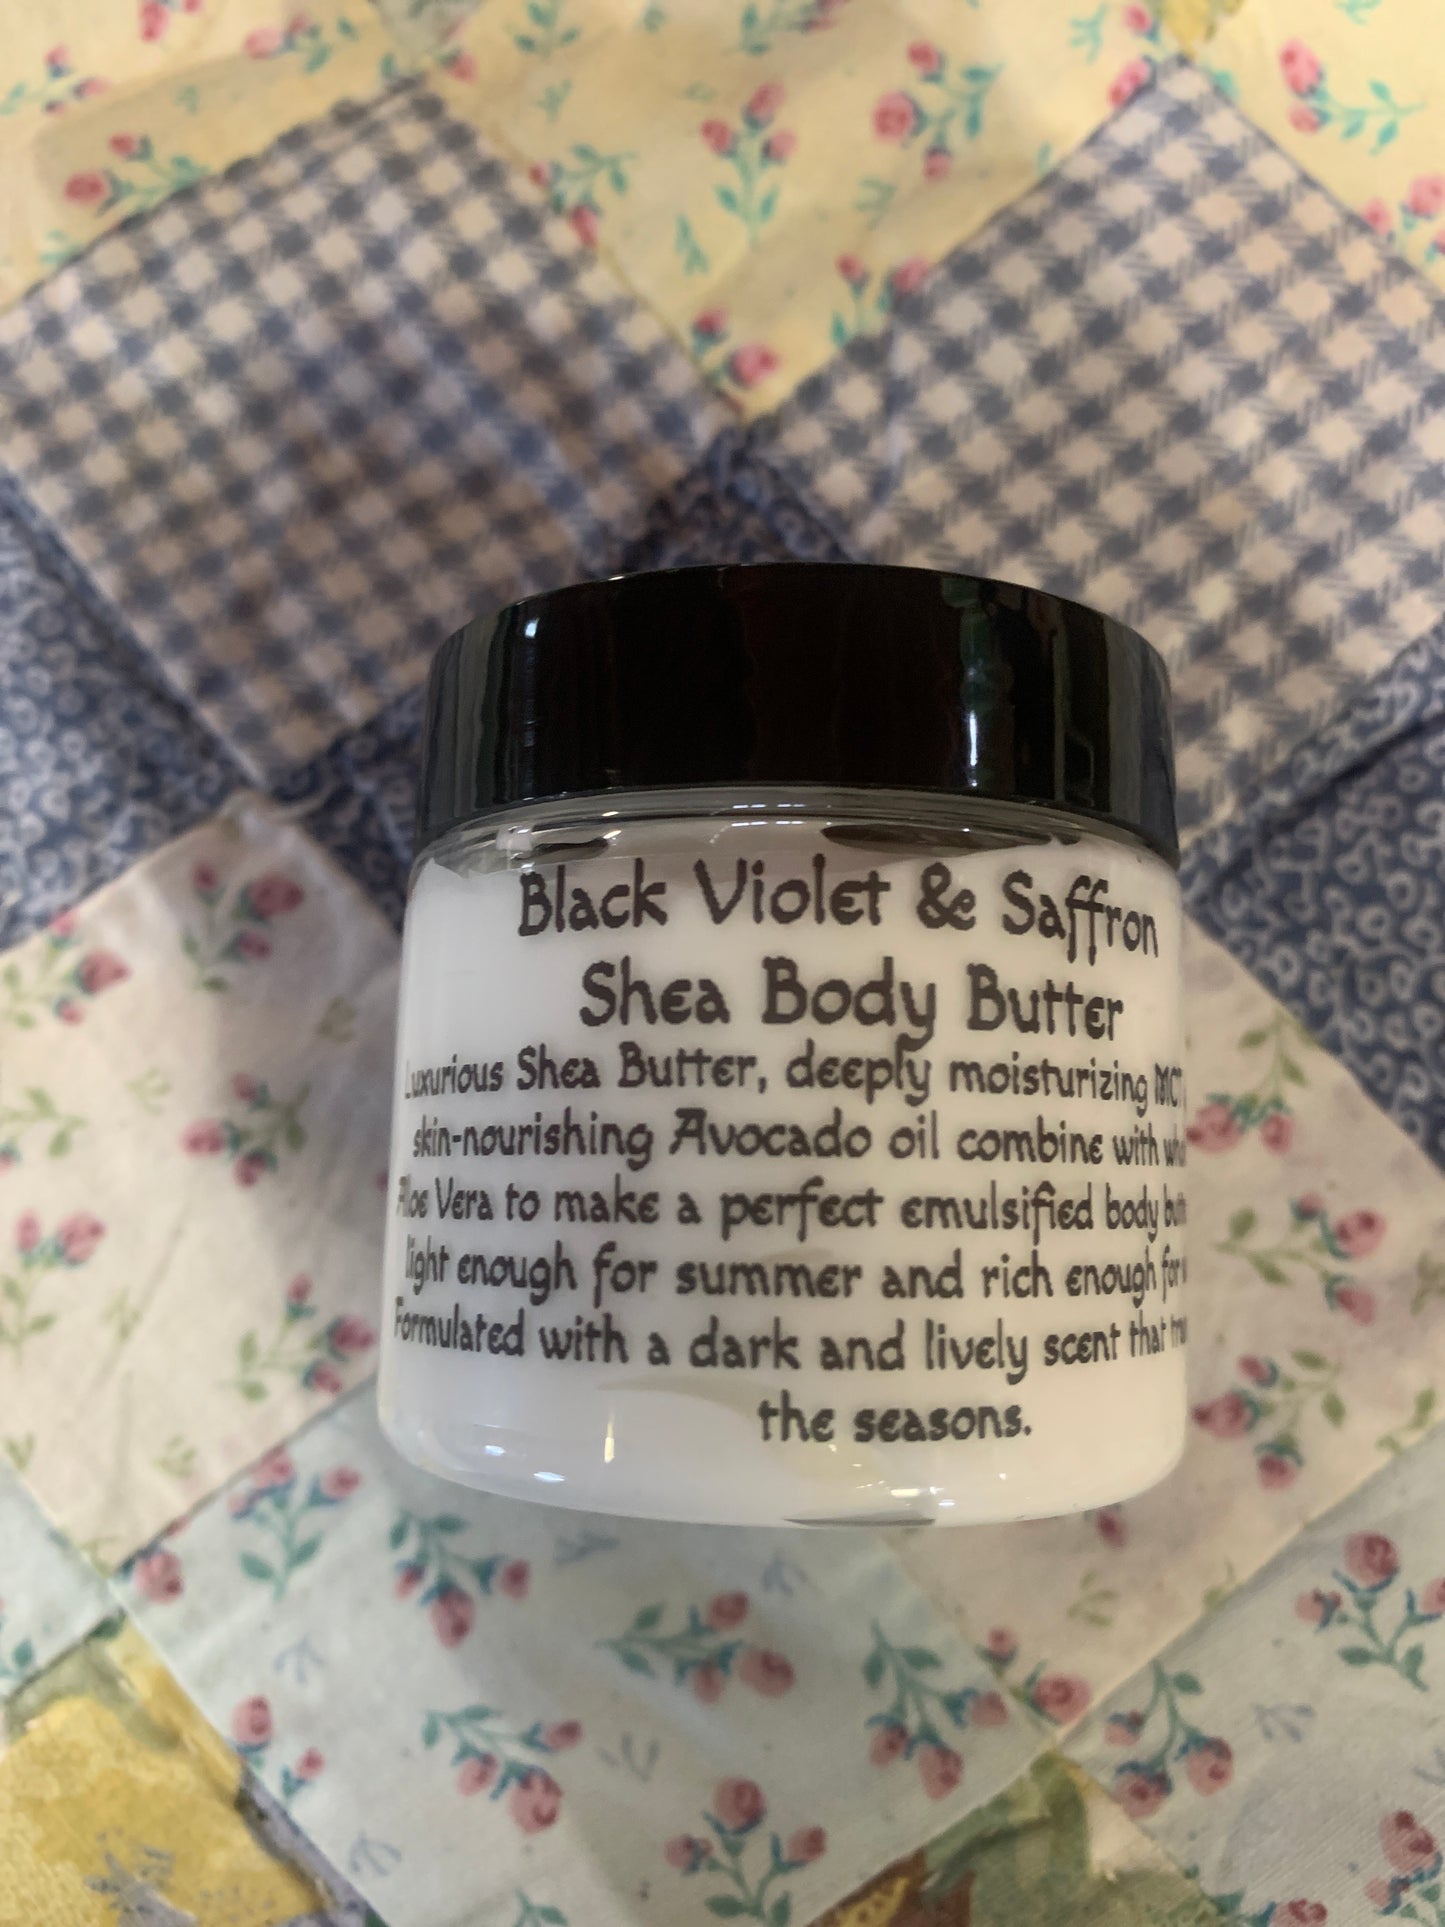 Black Violet & Saffron
Shea Body Butter
Luxurious Shea Butter, deeply moisturizing MCT
skin-nourishing Avocado oil combine with
Aloe Vera to make a perfect emulsified body
light enough for summer and rich enough for
Formulated with a dark and lively scent that
the seasons.